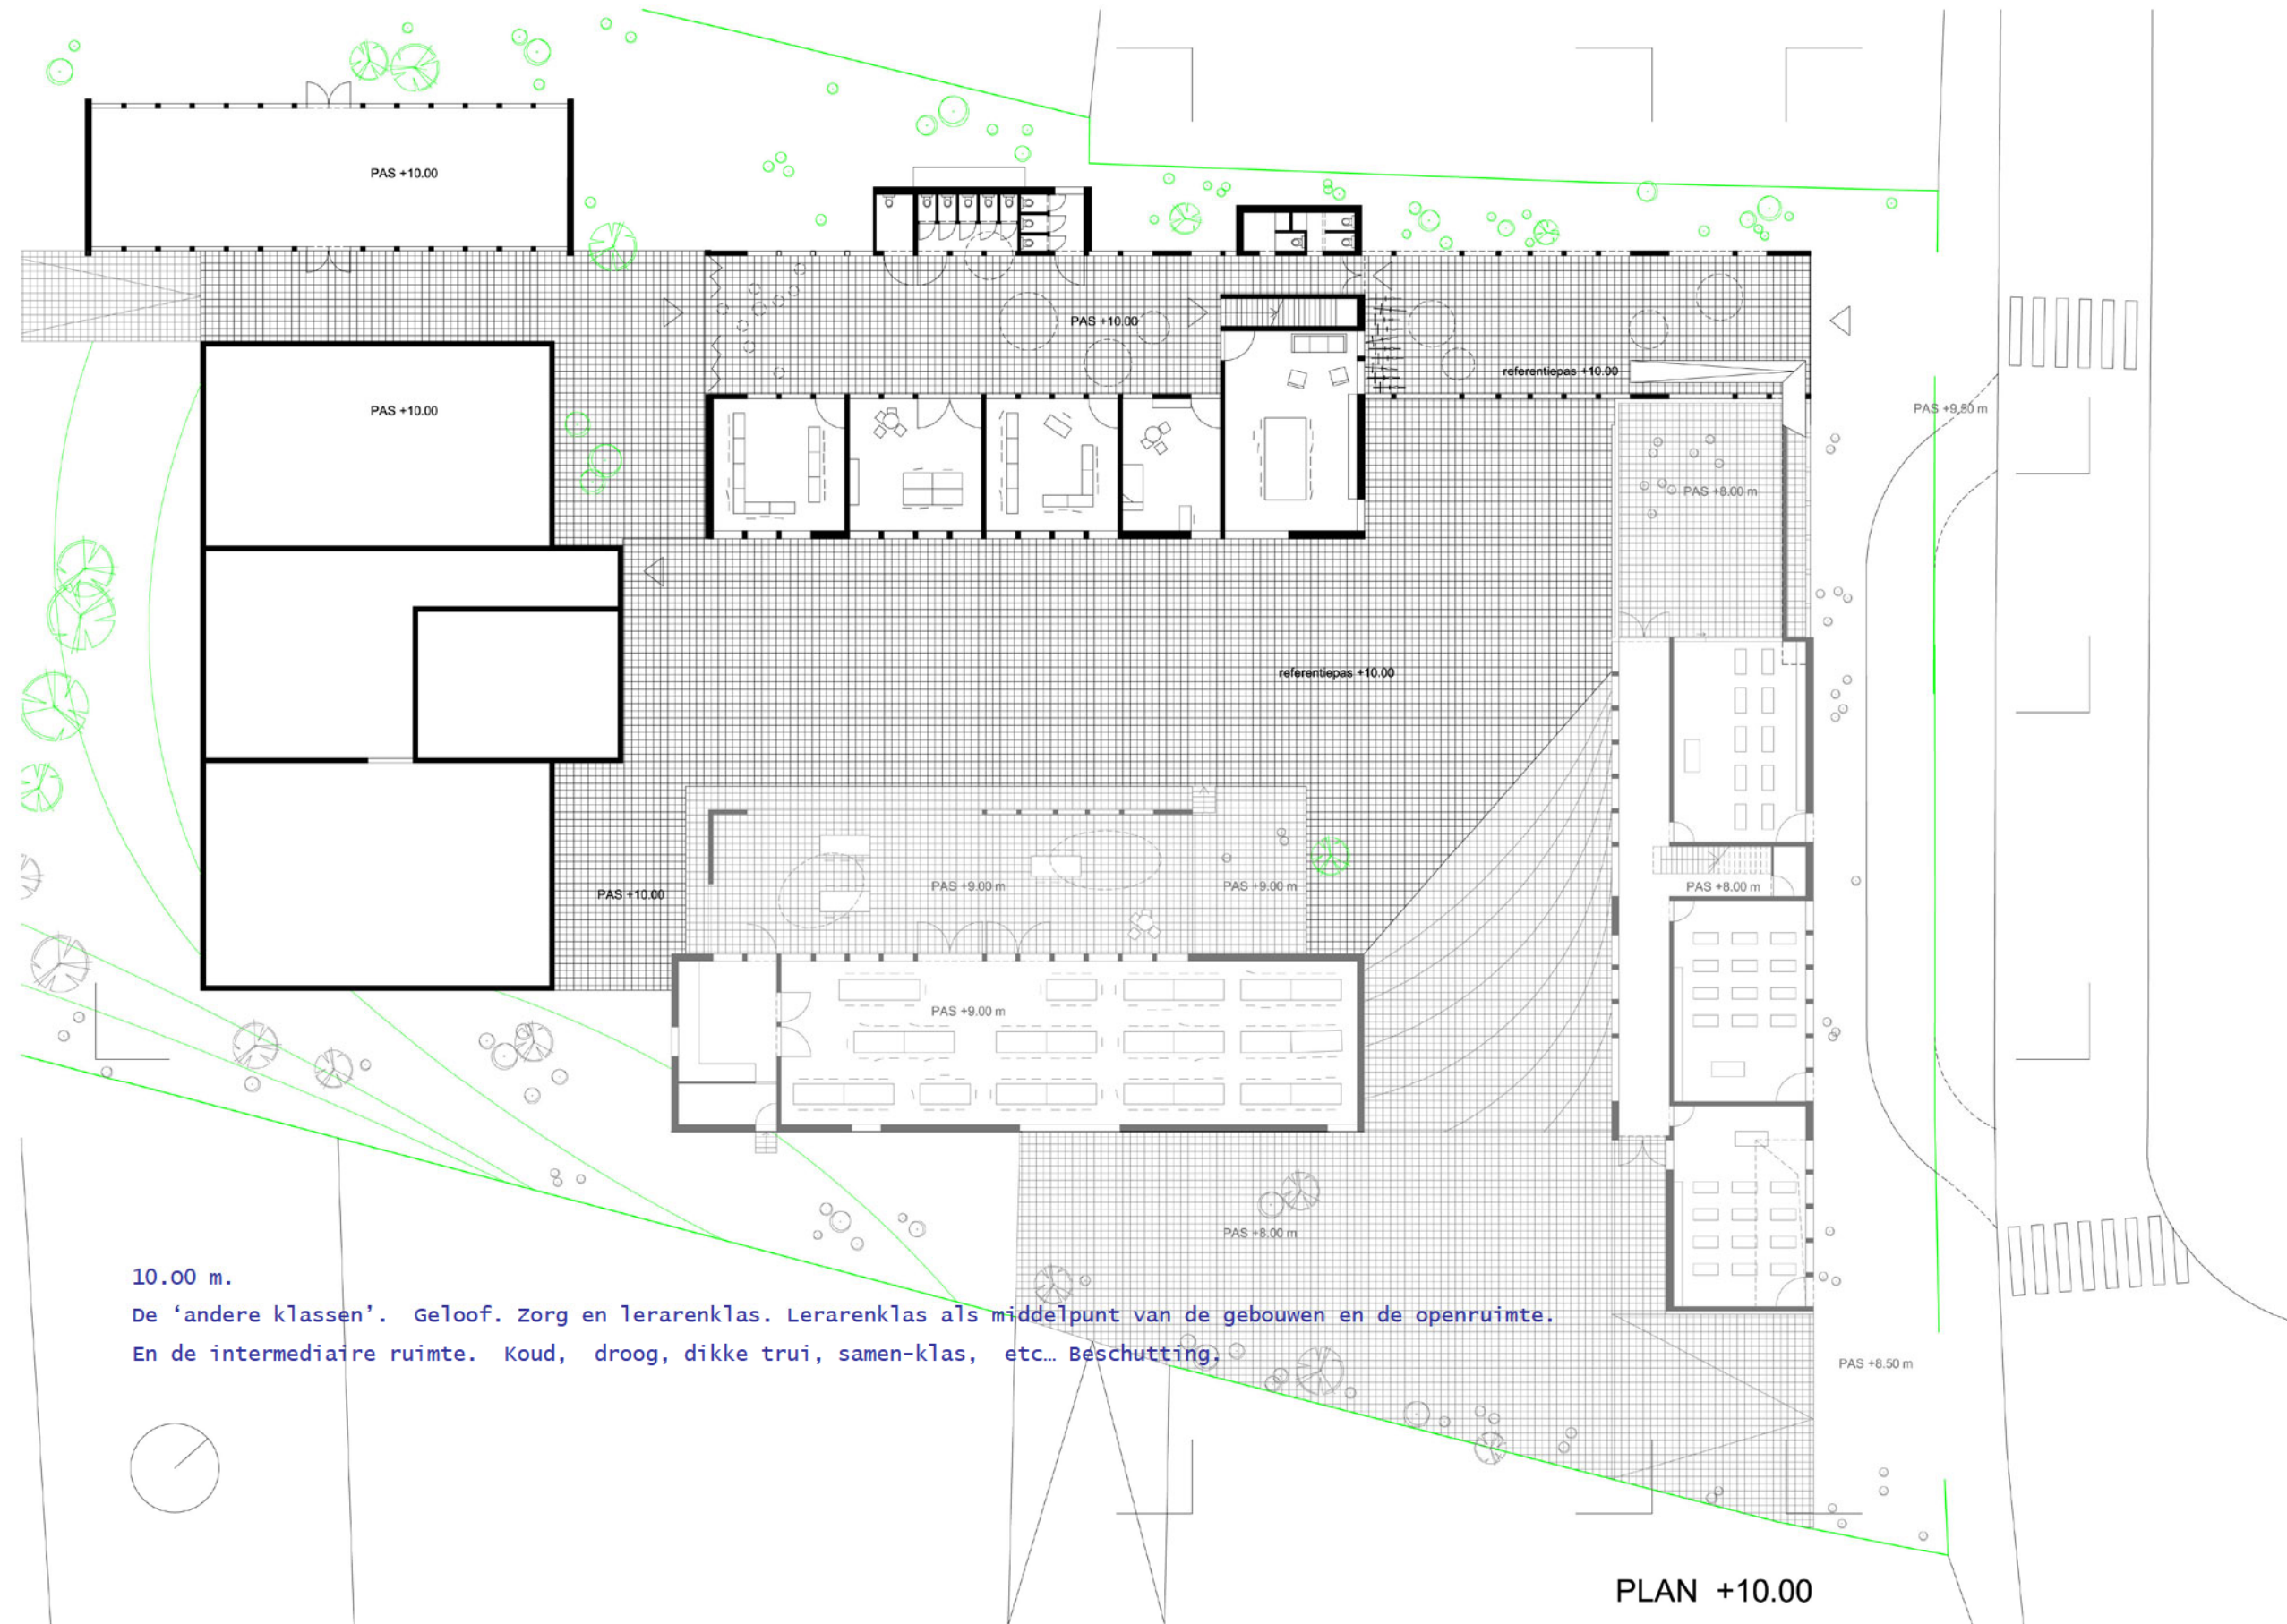 PAS +10.00
PAS +10.00
referentiepas +10.00
PAS +9.50 m
PAS +10.00
PAS +8.00 m
referentiepas +10.00
PAS +9.00 m
PAS +9.00 m
PAS +8.00 m
PAS +10.00
PAS +9.00 m
PAS +8.00 m
10.00 m.
De ‘andere klassen’. Geloof. Zorg en lerarenklas. Lerarenklas als middelpunt van de gebouwen en de openruimte.
En de intermediaire ruimte. Koud, droog, dikke trui, samen-klas, etc… Beschutting.
PAS +8.50 m
PLAN +10.00